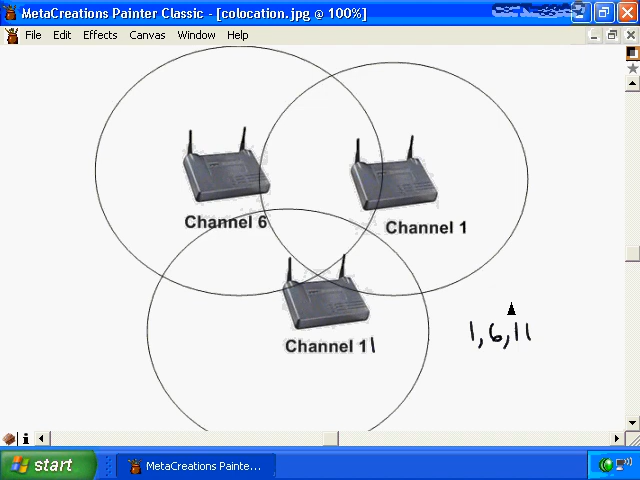 MetaCreations Painter Classic - [colocation.jpg @ 100%]
File Edit Effects Canvas Window Help
Channel 6
Channel 1
Channel 11
1, 6, 11
start
MetaCreations Painte...